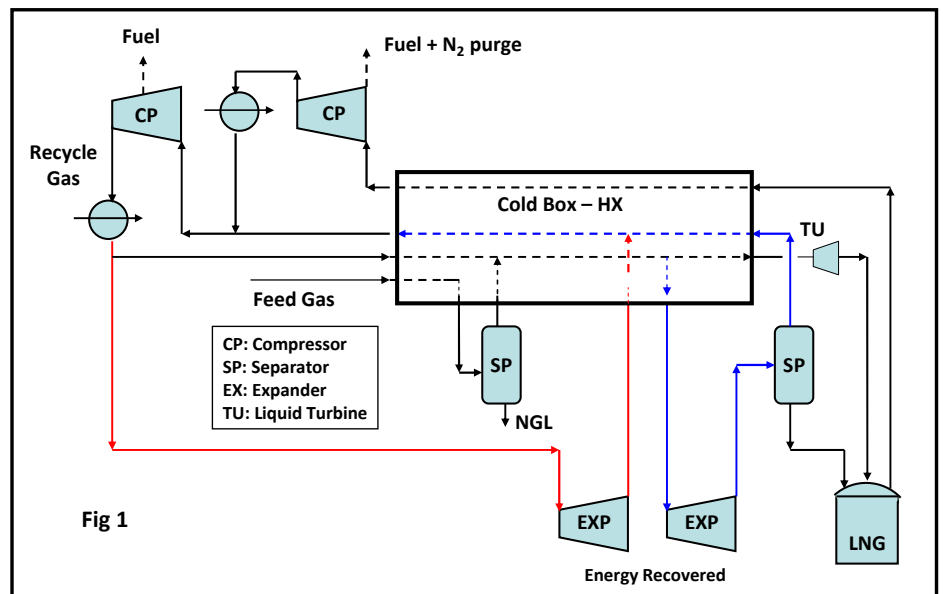 Fuel
Fuel + N₂ purge
CP
CP
Recycle
Gas
Cold Box – HX
TU
Feed Gas
CP: Compressor
SP: Separator
EX: Expander
TU: Liquid Turbine
SP
SP
NGL
Fig 1
EXP
EXP
LNG
Energy Recovered